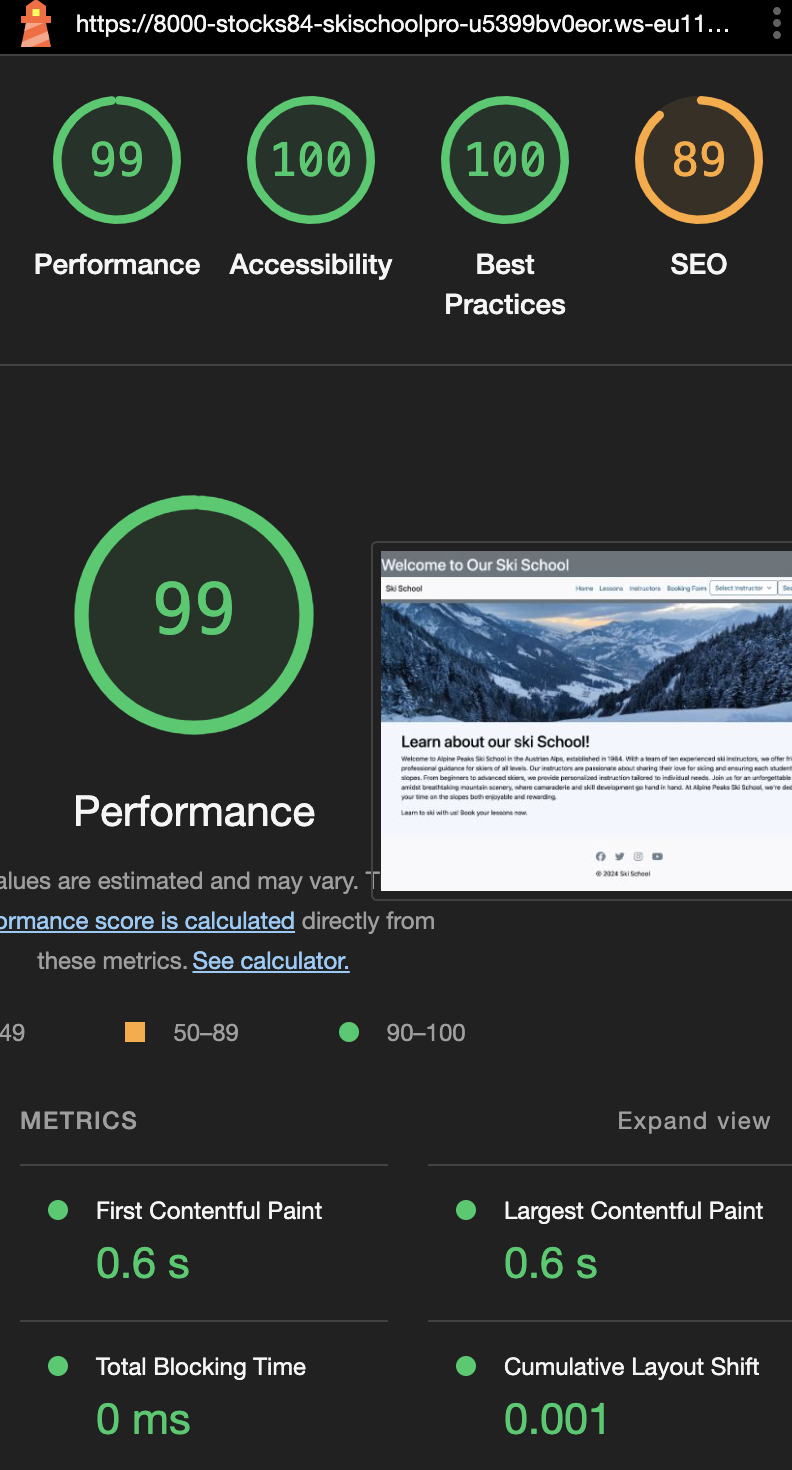 https://8000-stocks84-skischoolpro-u5399bv0eor.ws-eu11…
99
100
100
89
Performance
Accessibility
Best
Practices
SEO
99
Performance
Welcome to Our Ski School
Ski School
Home Lessons Instructors Booking Form Select Instructor
Learn about our ski School!
Welcome to Alpine Peaks Ski School in the Austrian Alps, established in 1984. With a team of ten experienced ski instructors, we offer
professional guidance for skiers of all levels. Our instructors are passionate about sharing their love for skiing and ensuring each student
slopes. From beginners to advanced skiers, we provide personalized instruction tailored to individual needs. Join us for an unforgettable
amidst breathtaking mountain scenery, where camaraderie and skill development go hand in hand. At Alpine Peaks Ski School, we're
your time on the slopes both enjoyable and rewarding.
Learn to ski with us! Book your lessons now.
© 2024 Ski School
alues are estimated and may vary. T
ormance score is calculated directly from
these metrics. See calculator.
49
50–89
90–100
METRICS
Expand view
First Contentful Paint
0.6 s
Largest Contentful Paint
0.6 s
Total Blocking Time
0 ms
Cumulative Layout Shift
0.001